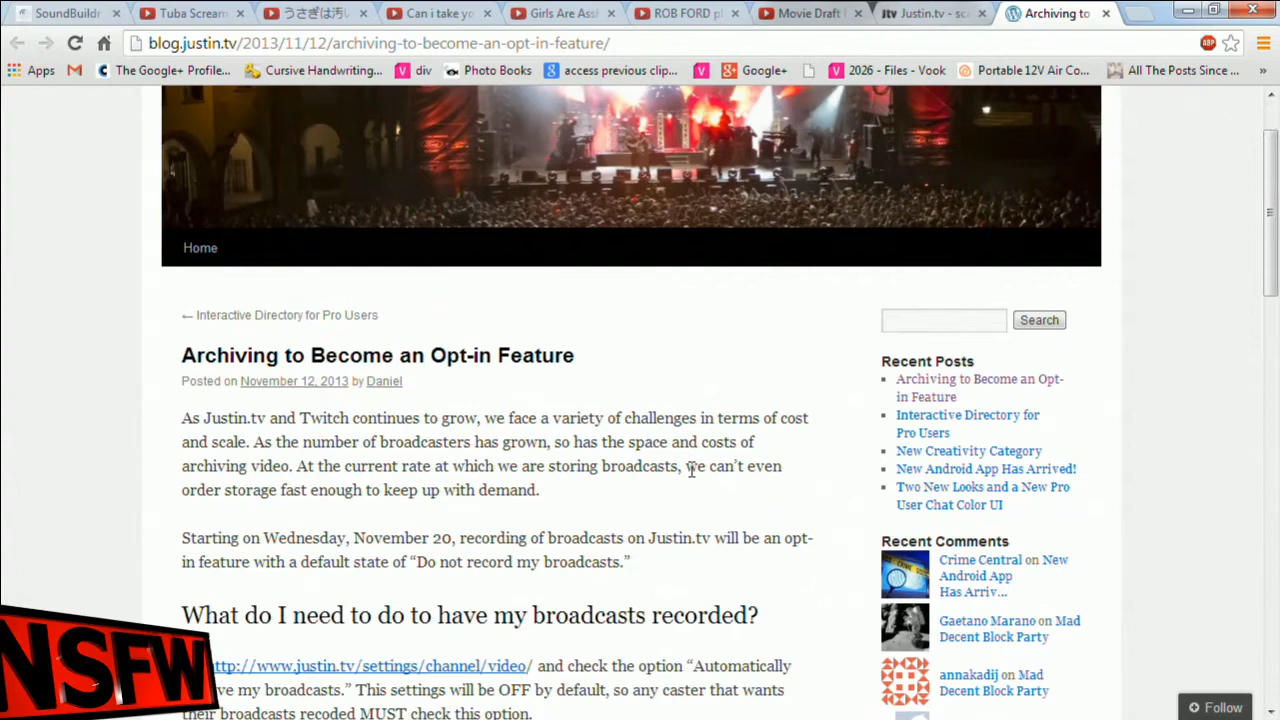 SoundBuildr
Tuba Scream
うさぎは汚い
Can i take yo
Girls Are Ass
ROB FORD pl
Movie Draft
jtv Justin.tv - sca
Archiving to
blog.justin.tv/2013/11/12/archiving-to-become-an-opt-in-feature/
ABP
Apps
The Google+ Profile...
Cursive Handwriting...
div
Photo Books
access previous clip...
Google+
2026 - Files - Vook
Portable 12V Air Co...
All The Posts Since ...
»
Home
← Interactive Directory for Pro Users
Search
Archiving to Become an Opt-in Feature
Posted on November 12, 2013 by Daniel
As Justin.tv and Twitch continues to grow, we face a variety of challenges in terms of cost
and scale. As the number of broadcasters has grown, so has the space and costs of
archiving video. At the current rate at which we are storing broadcasts, we can't even
order storage fast enough to keep up with demand.
Starting on Wednesday, November 20, recording of broadcasts on Justin.tv will be an opt-
in feature with a default state of “Do not record my broadcasts.”
What do I need to do to have my broadcasts recorded?
ttp://www.justin.tv/settings/channel/video/ and check the option “Automatically
ve my broadcasts.” This settings will be OFF by default, so any caster that wants
their broadcasts recoded MUST check this option.
Recent Posts
Archiving to Become an Opt-
in Feature
Interactive Directory for
Pro Users
New Creativity Category
New Android App Has Arrived!
Two New Looks and a New Pro
User Chat Color UI
Recent Comments
Crime Central on New
Android App
Has Arriv...
Gaetano Marano on Mad
Decent Block Party
annakadij on Mad
Decent Block Party
Follow
NSFW